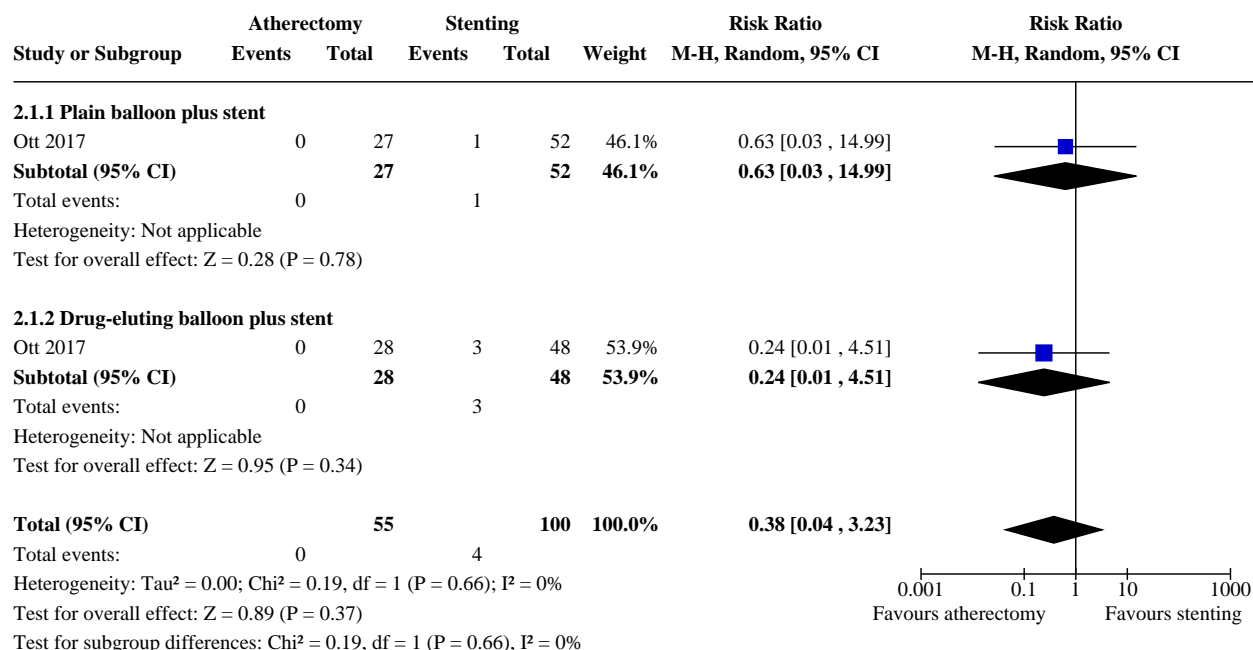 Atherectomy Stenting Risk Ratio Risk Ratio
Study or Subgroup Events Total Events Total Weight M-H, Random, 95% CI M-H, Random, 95% CI
2.1.1 Plain balloon plus stent
Ott 2017 0 27 1 52 46.1% 0.63 [0.03 , 14.99]
Subtotal (95% CI) 27 52 46.1% 0.63 [0.03 , 14.99]
Total events: 0 1
Heterogeneity: Not applicable
Test for overall effect: Z = 0.28 (P = 0.78)
2.1.2 Drug-eluting balloon plus stent
Ott 2017 0 28 3 48 53.9% 0.24 [0.01 , 4.51]
Subtotal (95% CI) 28 48 53.9% 0.24 [0.01 , 4.51]
Total events: 0 3
Heterogeneity: Not applicable
Test for overall effect: Z = 0.95 (P = 0.34)
Total (95% CI) 55 100 100.0% 0.38 [0.04 , 3.23]
Total events: 0 4
Heterogeneity: Tau² = 0.00; Chi² = 0.19, df = 1 (P = 0.66); I² = 0% 0.001 0.1 1 10 1000
Test for overall effect: Z = 0.89 (P = 0.37) Favours atherectomy Favours stenting
Test for subgroup differences: Chi² = 0.19, df = 1 (P = 0.66), I² = 0%